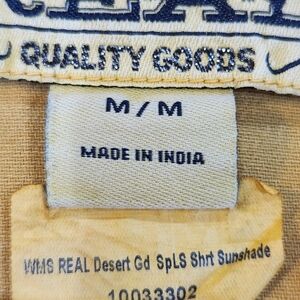 QUALITY GOODS
M/M
MADE IN INDIA
WMS REAL Desert Gd SpLS Shrt Sunshade
10033302